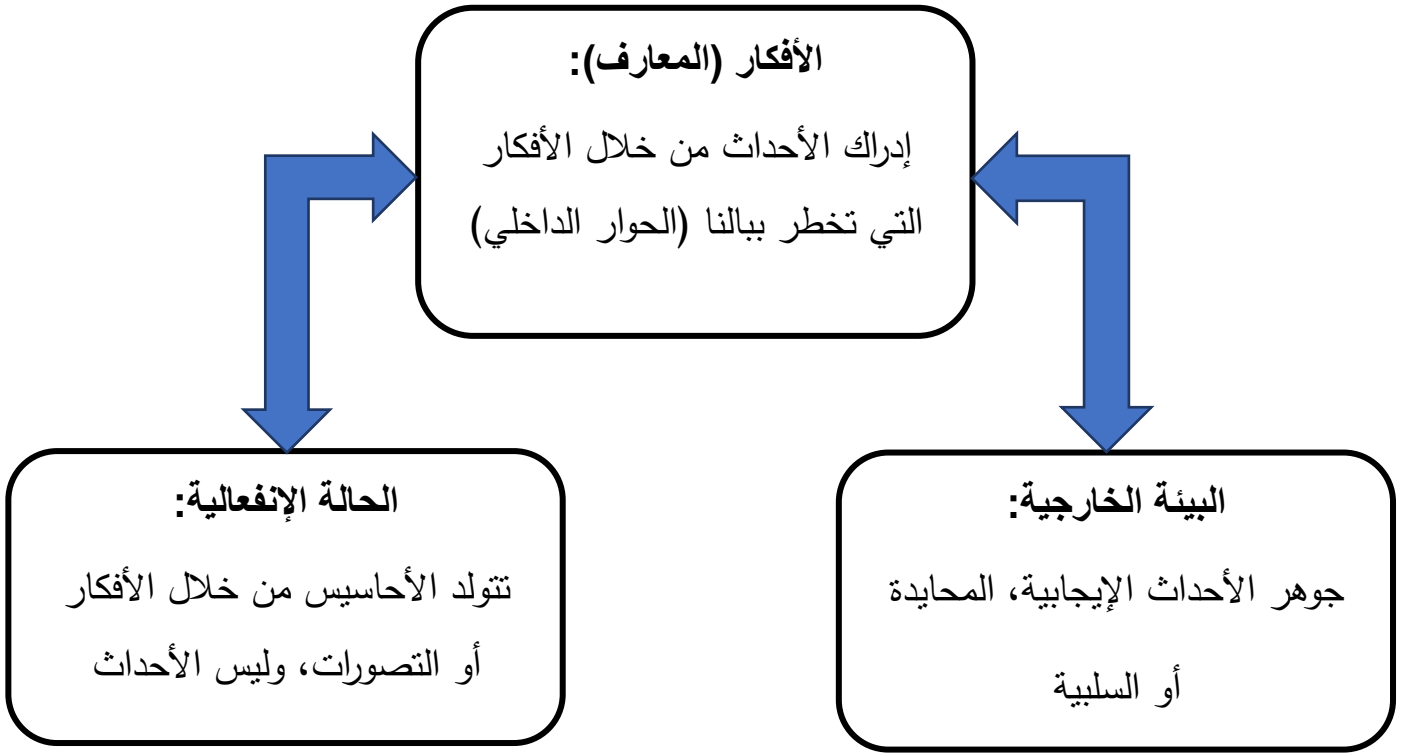 الأفكار (المعارف):
إدراك الأحداث من خلال الأفكار
التي تخطر ببالنا (الحوار الداخلي)
البيئة الخارجية:
جوهر الأحداث الإيجابية، المحايدة
أو السلبية
الحالة الإنفعالية:
تتولد الأحاسيس من خلال الأفكار
أو التصورات، وليس الأحداث